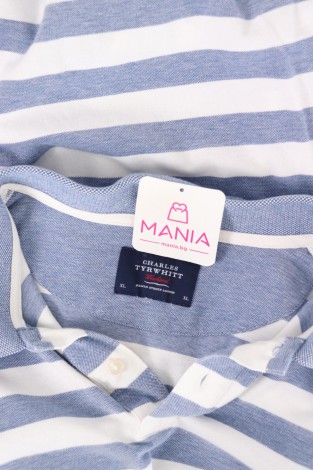 MANIA
mania.bg
CHARLES
TYRWHITT
XL
XL